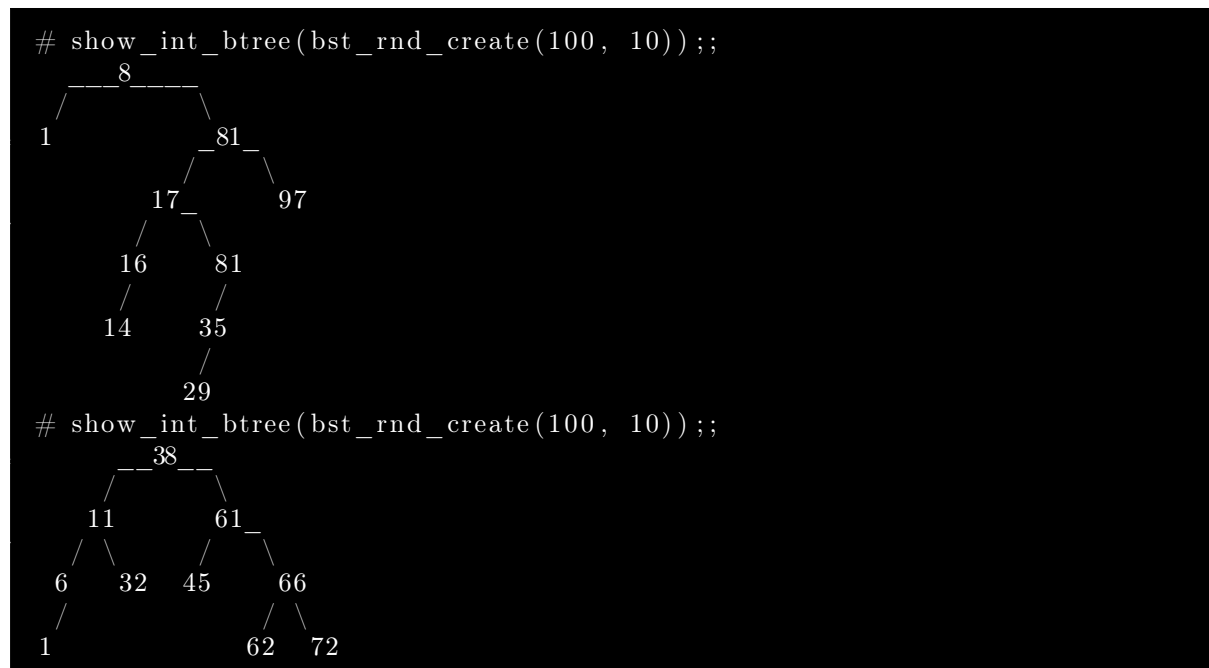 # show_int_btree(bst_rnd_create(100, 10));;
   ___8____
  /        \
1         _81_
         /    \
       17_     97
      /   \
     16    81
    /     /
   14    35
        /
       29
# show_int_btree(bst_rnd_create(100, 10));;
     __38__
    /      \
   11      61_
  / \     /   \
 6   32  45    66
/             / \
1            62  72